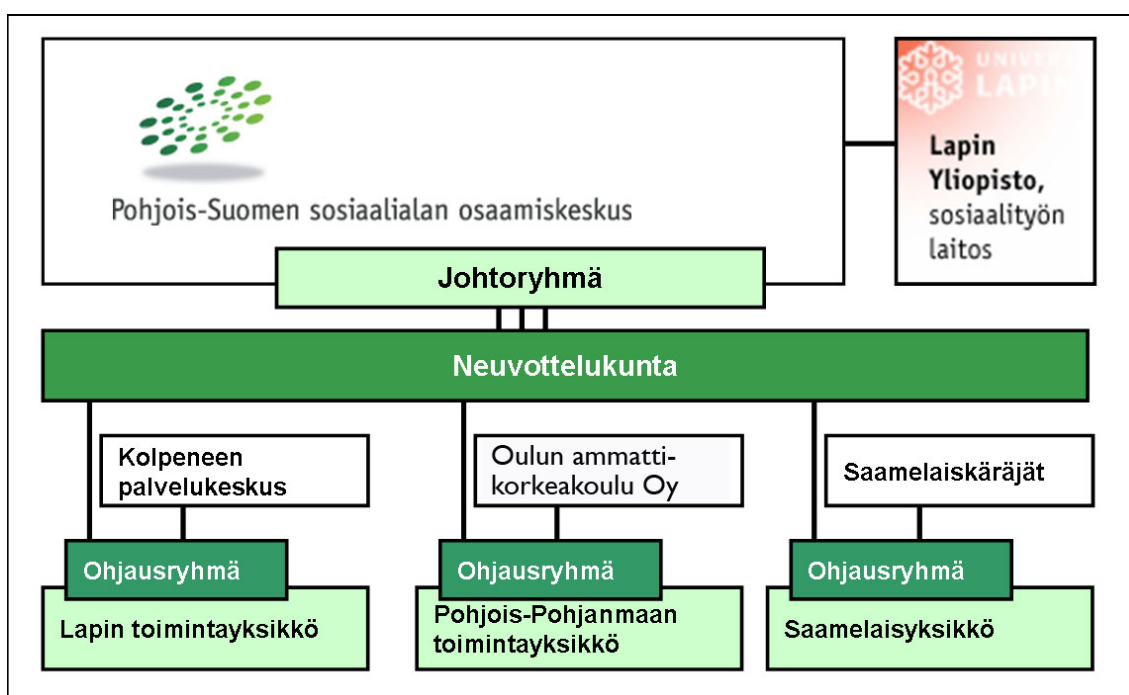 Pohjois-Suomen sosiaalialan osaamiskeskus
Lapin
Yliopisto,
sosiaalityön
laitos
Johtoryhmä
Neuvottelukunta
Kolpeneen
palvelukeskus
Oulun ammatti-
korkeakoulu Oy
Saamelaiskäräjät
Ohjausryhmä
Ohjausryhmä
Ohjausryhmä
Lapin toimintayksikkö
Pohjois-Pohjanmaan
toimintayksikkö
Saamelaisyksikkö